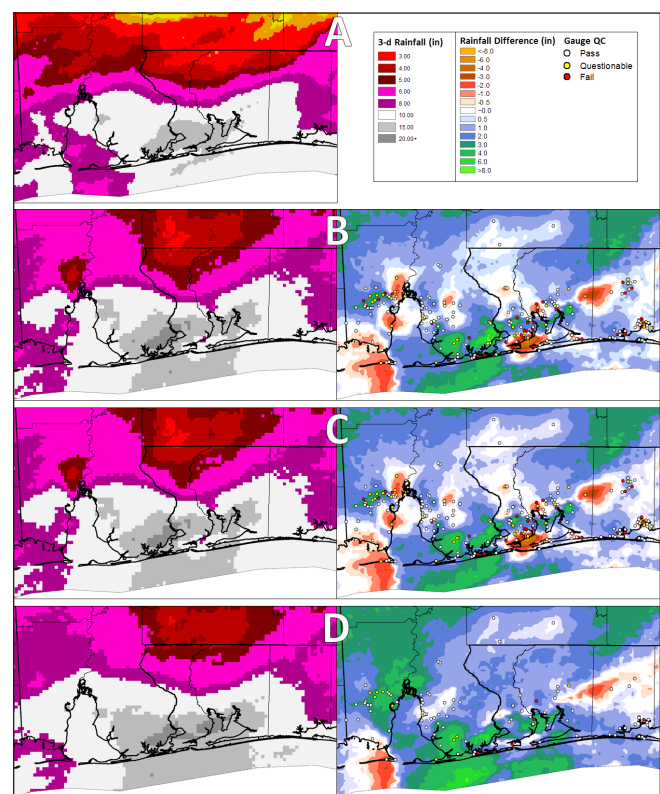 A
3-d Rainfall (in)
3.00
4.00
5.00
6.00
8.00
10.00
15.00
20.00+
Rainfall Difference (in)
<-8.0
-6.0
-4.0
-3.0
-2.0
-1.0
-0.5
~0.0
0.5
1.0
2.0
3.0
4.0
6.0
>8.0
Gauge QC
Pass
Questionable
Fail
B
C
D